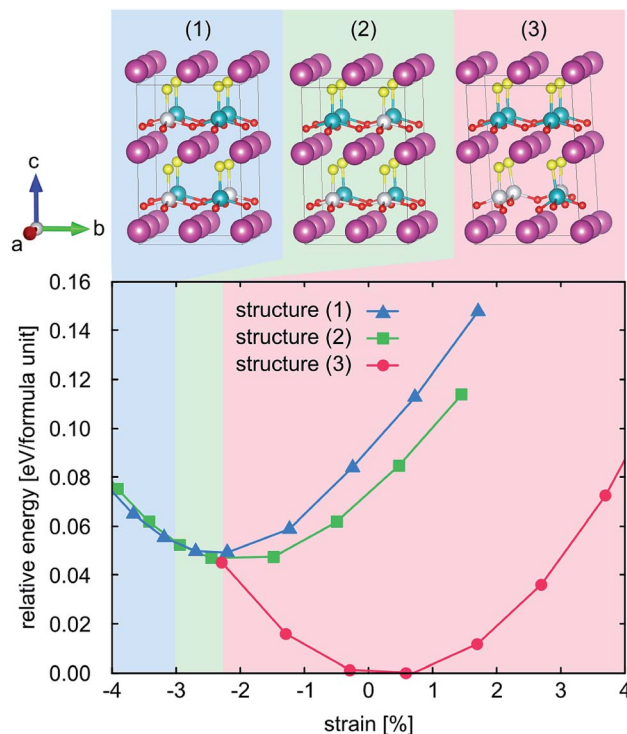 (1) (2) (3)
c
b
a
0.16
0.14
0.12
0.10
0.08
0.06
0.04
0.02
0.00
relative energy [eV/formula unit]
structure (1)
structure (2)
structure (3)
-4 -3 -2 -1 0 1 2 3 4
strain [%]